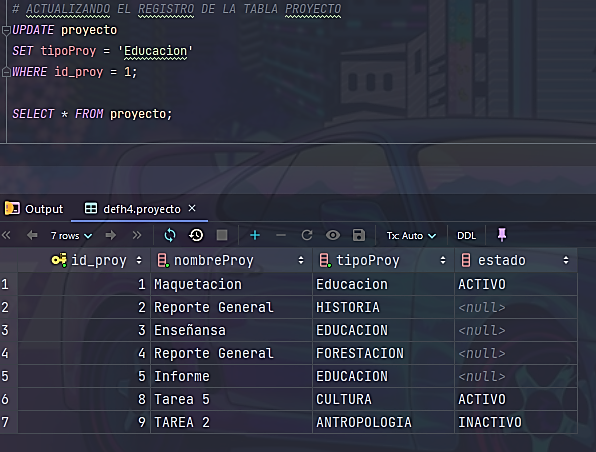 # ACTUALIZANDO EL REGISTRO DE LA TABLA PROYECTO
UPDATE proyecto
SET tipoProy = 'Educacion'
WHERE id_proy = 1;
SELECT * FROM proyecto;
Output defh4.proyecto ×
7 rows Tx: Auto DDL
id_proy nombreProy tipoProy estado
1 1 Maquetacion Educacion ACTIVO
2 2 Reporte General HISTORIA <null>
3 3 Enseñansa EDUCACION <null>
4 4 Reporte General FORESTACION <null>
5 5 Informe EDUCACION <null>
6 8 Tarea 5 CULTURA ACTIVO
7 9 TAREA 2 ANTROPOLOGIA INACTIVO